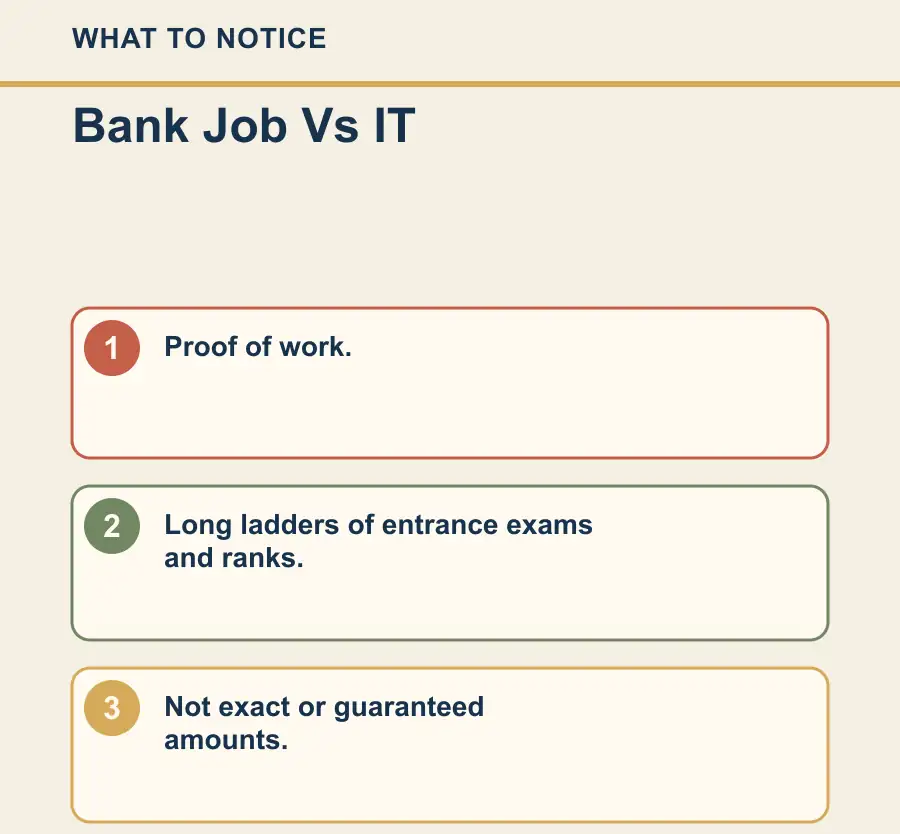 WHAT TO NOTICE
Bank Job Vs IT
1
Proof of work.
2
Long ladders of entrance exams
and ranks.
3
Not exact or guaranteed
amounts.